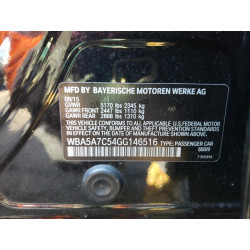 MFD BY BAYERISCHE MOTOREN WERKE AG
08/15
GVWR 5170 lbs 2345 kg
GAWR FRONT 2447 lbs 1110 kg
GAWR REAR 2888 lbs 1310 kg
THIS VEHICLE CONFORMS TO ALL APPLICABLE U.S. FEDERAL MOTOR
VEHICLE SAFETY, BUMPER, AND THEFT PREVENTION STANDARDS IN
EFFECT ON THE DATE OF MANUFACTURE SHOWN ABOVE.
WBA5A7C54GG146516 TYPE: PASSENGER CAR